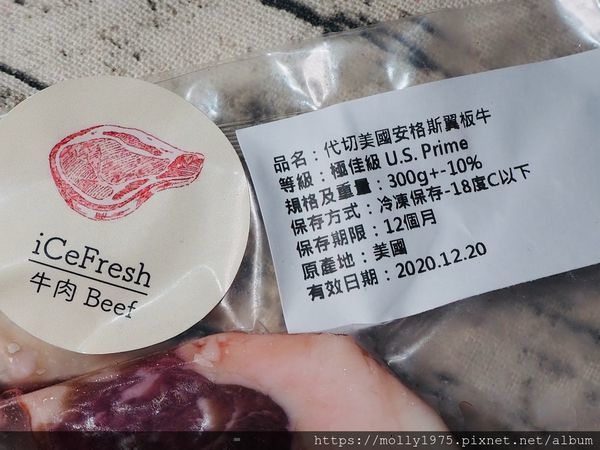 iCeFresh
牛肉 Beef
品名：代切美國安格斯翼板牛
等級：極佳級 U.S. Prime
規格及重量：300g+-10%
保存方式：冷凍保存-18度C以下
保存期限：12個月
原產地：美國
有效日期：2020.12.20
https://molly1975.pixnet.net/album